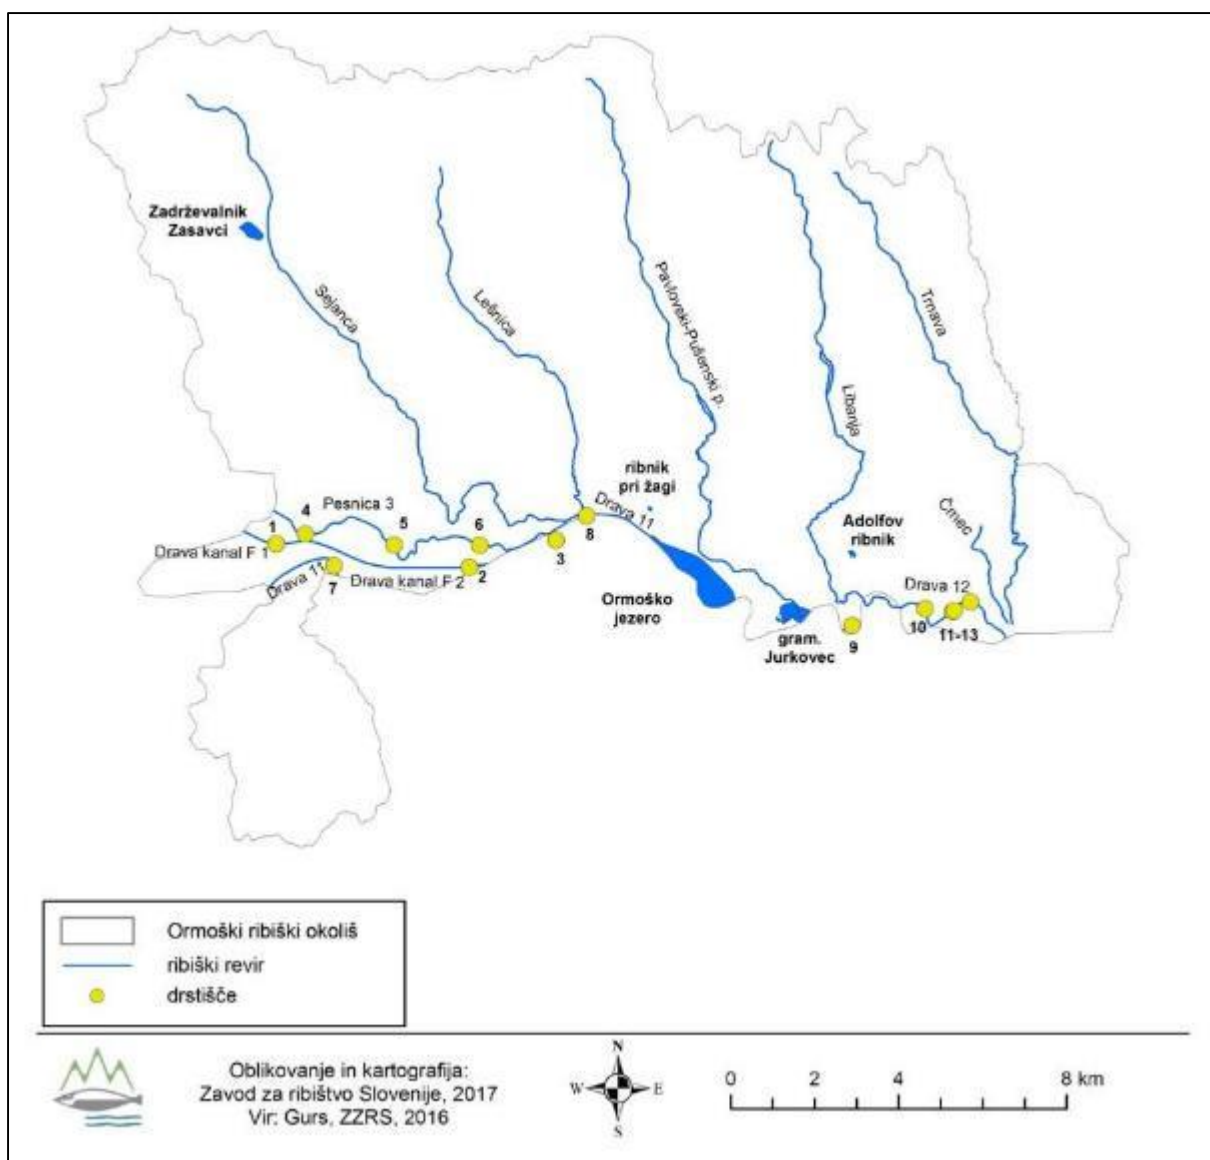 Zadrževalnik
Zasavci
Sejanca
Lešnica
Pavlovski-Pušenski p.
Libanja
Trnava
ribnik
pri žagi
Črnec
Pesnica 3
4
1
5
6
8
Drava 11
Adolfov
ribnik
Drava kanal F 1
3
Drava 11
7
Drava kanal F 2
2
Drava 12
Ormoško
jezero
gram.
Jurkovec
9
10
11-13
Ormoški ribiški okoliš
ribiški revir
drstišče
Oblikovanje in kartografija:
Zavod za ribištvo Slovenije, 2017
Vir: Gurs, ZZRS, 2016
N
W
E
S
0 2 4 8 km